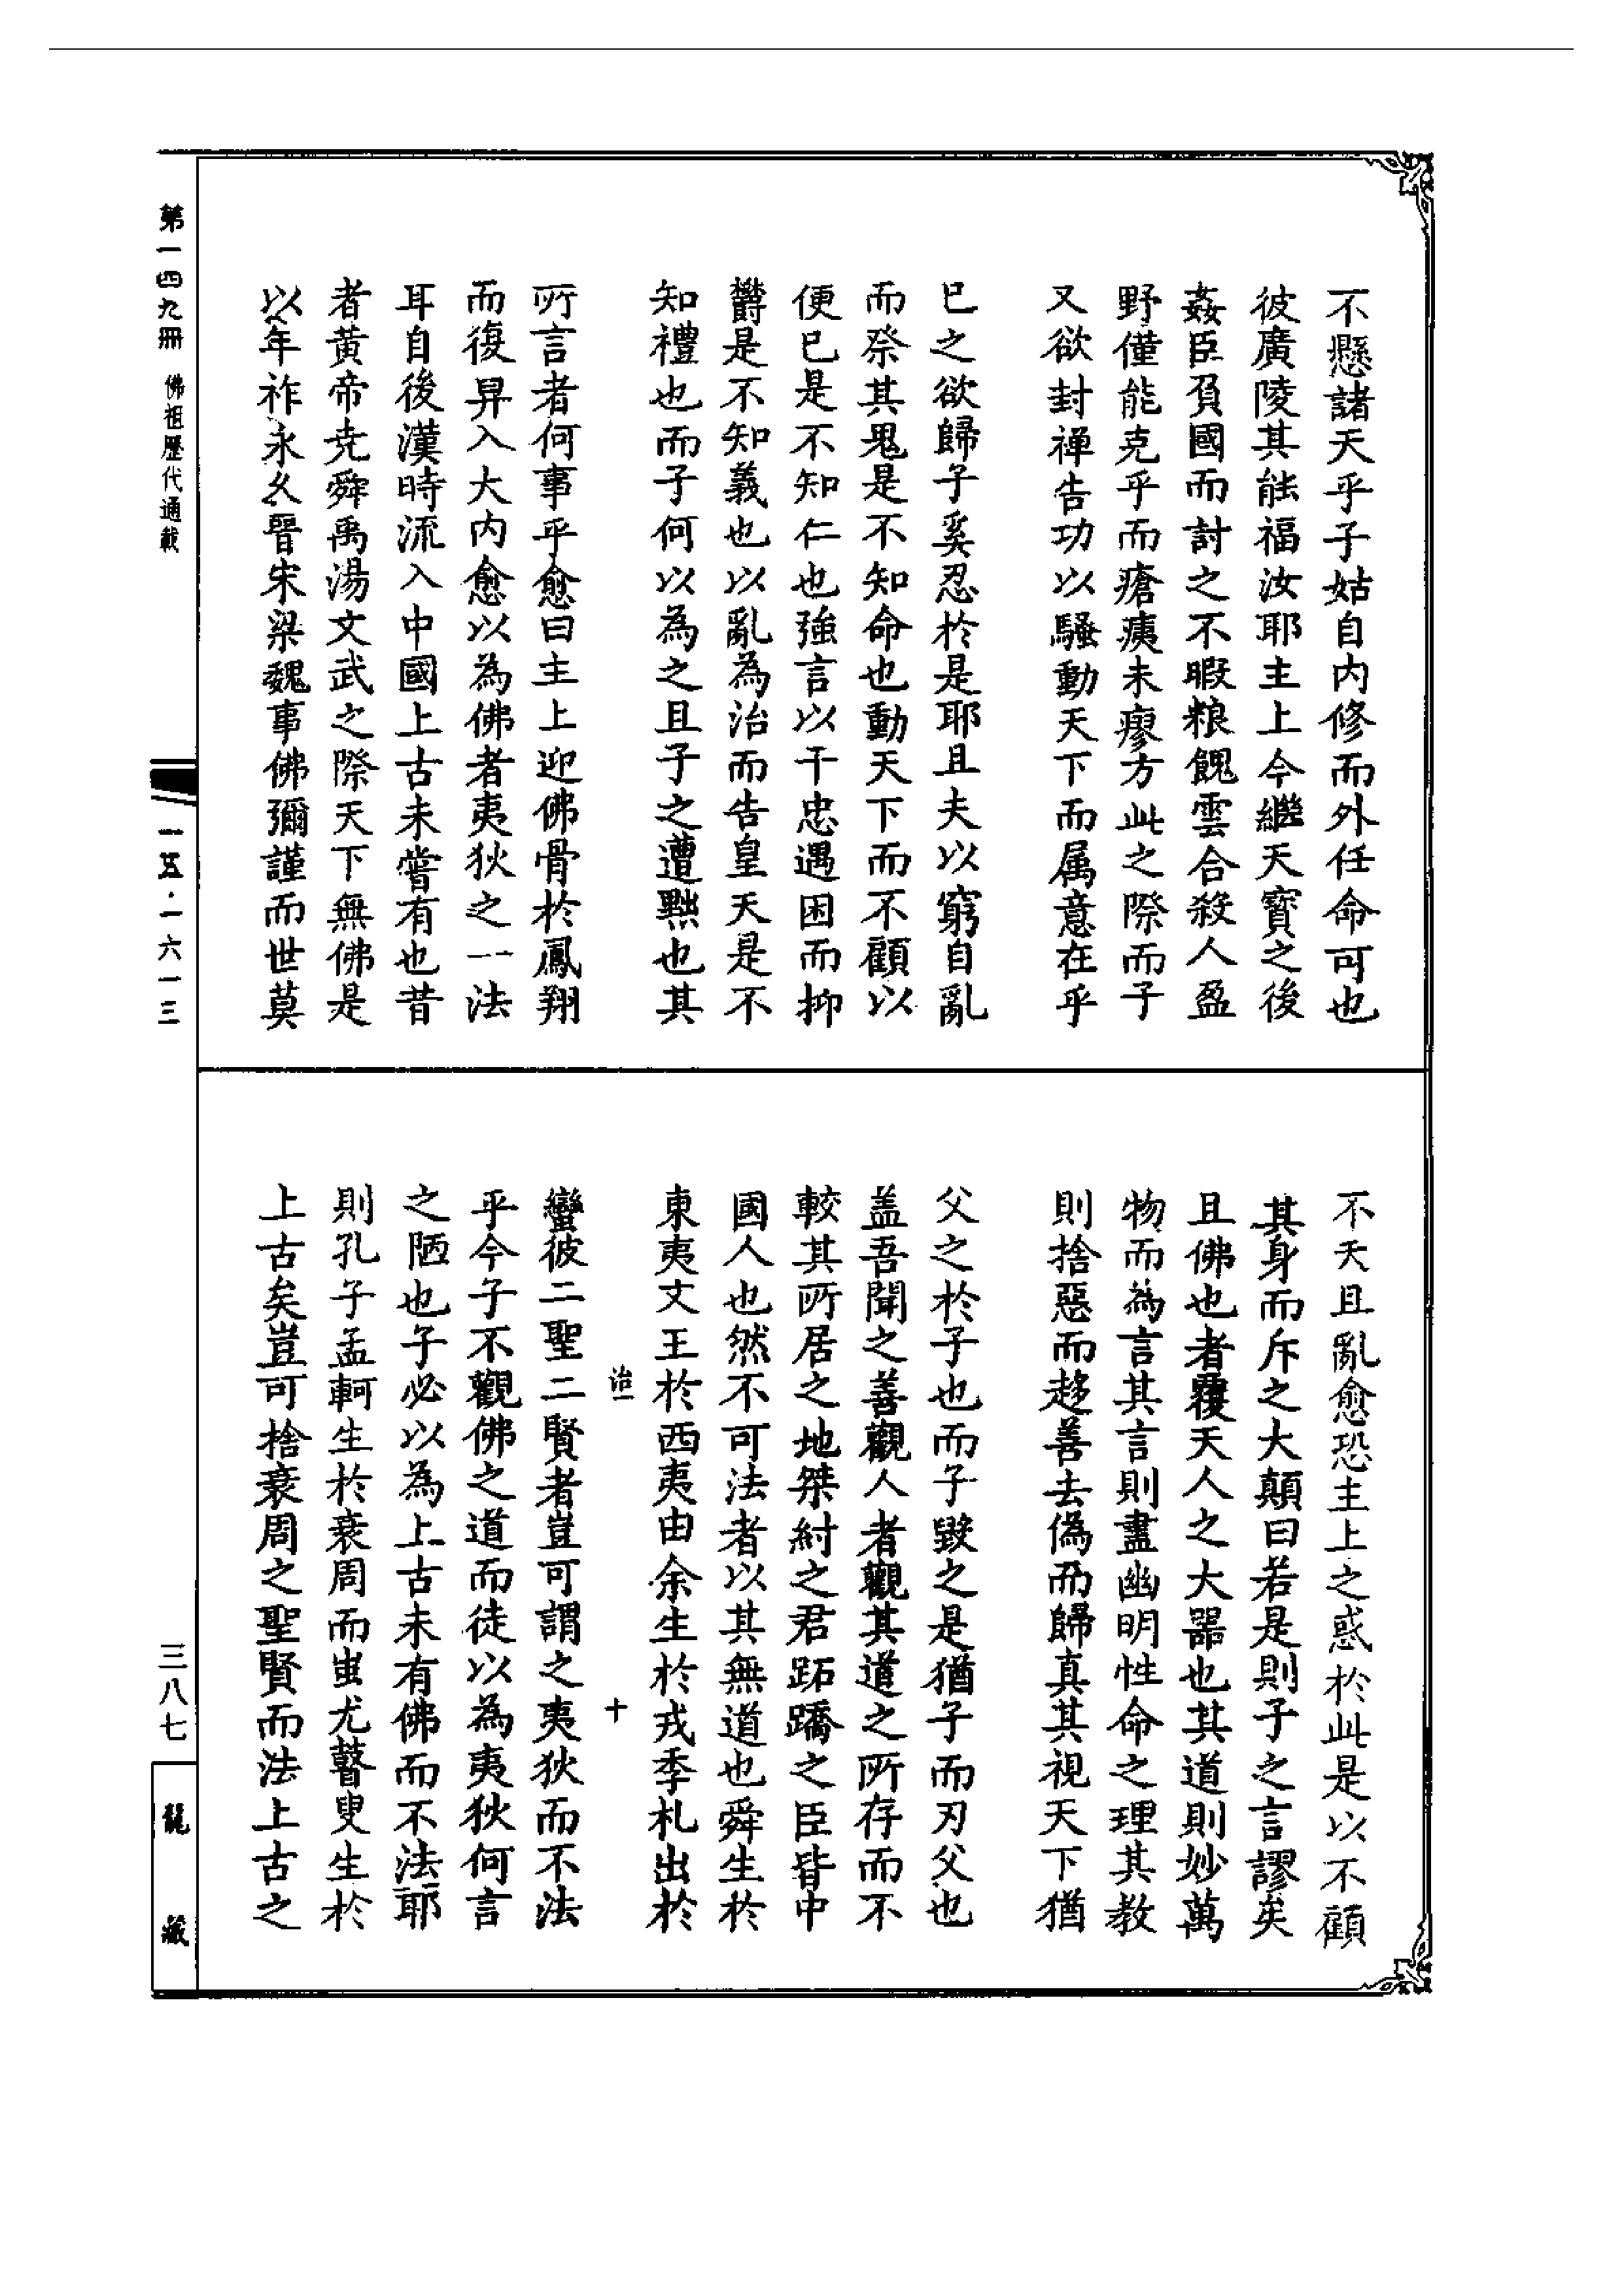 不懸諸天乎子姑自内修而外任命可也
彼廣陵其能福汝耶主上今繼天寳之後
姦臣負國而討之不暇粮餽雲合殺人盈
野僅能克乎而瘡痍未瘳方此之際而子
又欲封禅告功以騷動天下而属意在乎
已之欲歸子奚忍於是耶且夫以窮自亂
而祭其鬼是不知命也動天下而不顧以
便已是不知仁也強言以干忠遇困而抑
欝是不知義也以亂為治而告皇天是不
知禮也而子何以為之且子之遭黜也其
所言者何事乎愈曰主上迎佛骨於鳳翔
而復昇入大内愈以為佛者夷狄之一法
耳自後漢時流入中國上古未嘗有也昔
者黄帝尭舜禹湯文武之際天下無佛是
以年祚永久晉宋梁魏事佛彌謹而世莫
不夭且亂愈恐主上之惑於此是以不顧
其身而斥之大顛曰若是則子之言謬矣
且佛也者覆天人之大噐也其道則妙萬
物而為言其言則盡幽明性命之理其教
則捨惡而趍善去偽而歸真其視天下猶
父之於子也而子毀之是猶子而刃父也
盖吾聞之善觀人者觀其道之所存而不
較其所居之地桀紂之君跖蹻之臣皆中
國人也然不可法者以其無道也舜生於
東夷文王於西夷由余生於戎季札出於
治一　十
蠻彼二聖二賢者豈可謂之夷狄而不法
乎今子不觀佛之道而徒以為夷狄何言
之陋也子必以為上古未有佛而不法耶
則孔子孟軻生於衰周而蚩尤瞽叟生於
上古矣豈可捨衰周之聖賢而法上古之
第一四九冊　佛祖歷代通載
一五・一六一三
三八七
龍藏